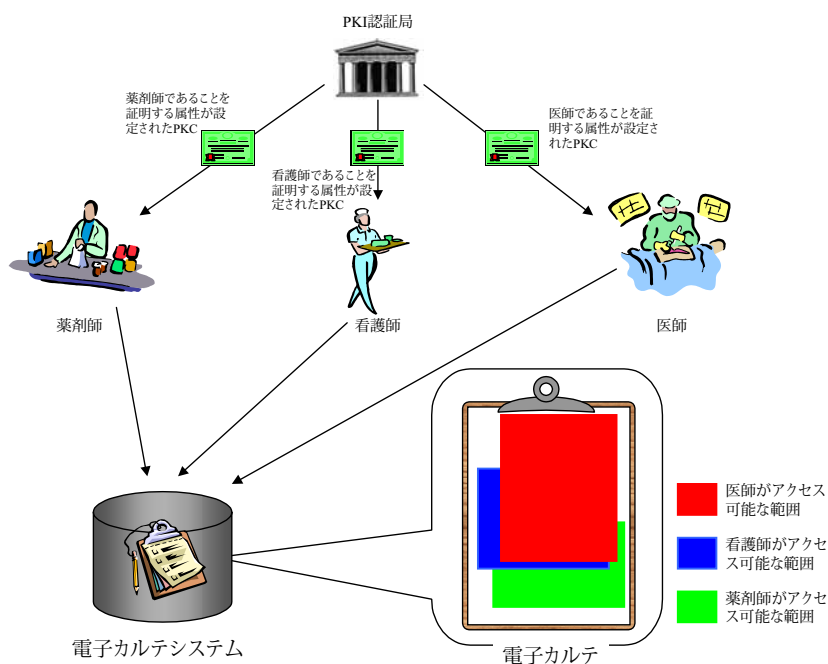 PKI認証局
薬剤師であることを
証明する属性が設
定されたPKC
医師であることを証
明する属性が設定さ
れたPKC
看護師であることを
証明する属性が設
定されたPKC
薬剤師
看護師
医師
医師がアクセス
可能な範囲
看護師がアクセ
ス可能な範囲
薬剤師がアクセ
ス可能な範囲
電子カルテシステム
電子カルテ